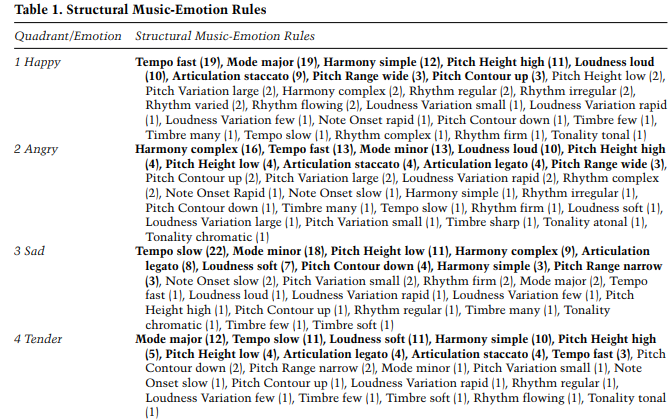 Table 1. Structural Music-Emotion Rules
Quadrant/Emotion Structural Music-Emotion Rules
1 Happy Tempo fast (19), Mode major (19), Harmony simple (12), Pitch Height high (11), Loudness loud
(10), Articulation staccato (9), Pitch Range wide (3), Pitch Contour up (3), Pitch Height low (2),
Pitch Variation large (2), Harmony complex (2), Rhythm regular (2), Rhythm irregular (2),
Rhythm varied (2), Rhythm flowing (2), Loudness Variation small (1), Loudness Variation rapid
(1), Loudness Variation few (1), Note Onset rapid (1), Pitch Contour down (1), Timbre few (1),
Timbre many (1), Tempo slow (1), Rhythm complex (1), Rhythm firm (1), Tonality tonal (1)
2 Angry Harmony complex (16), Tempo fast (13), Mode minor (13), Loudness loud (10), Pitch Height high
(4), Pitch Height low (4), Articulation staccato (4), Articulation legato (4), Pitch Range wide (3),
Pitch Contour up (2), Pitch Variation large (2), Loudness Variation rapid (2), Rhythm complex
(2), Note Onset Rapid (1), Note Onset slow (1), Harmony simple (1), Rhythm irregular (1),
Pitch Contour down (1), Timbre many (1), Tempo slow (1), Rhythm firm (1), Loudness soft (1),
Loudness Variation large (1), Pitch Variation small (1), Timbre sharp (1), Tonality atonal (1),
Tonality chromatic (1)
3 Sad Tempo slow (22), Mode minor (18), Pitch Height low (11), Harmony complex (9), Articulation
legato (8), Loudness soft (7), Pitch Contour down (4), Harmony simple (3), Pitch Range narrow
(3), Note Onset slow (2), Pitch Variation small (2), Rhythm firm (2), Mode major (2), Tempo
fast (1), Loudness loud (1), Loudness Variation rapid (1), Loudness Variation few (1), Pitch
Height high (1), Pitch Contour up (1), Rhythm regular (1), Timbre many (1), Tonality
chromatic (1), Timbre few (1), Timbre soft (1)
4 Tender Mode major (12), Tempo slow (11), Loudness soft (11), Harmony simple (10), Pitch Height high
(5), Pitch Height low (4), Articulation legato (4), Articulation staccato (4), Tempo fast (3), Pitch
Contour down (2), Pitch Range narrow (2), Mode minor (1), Pitch Variation small (1), Note
Onset slow (1), Pitch Contour up (1), Loudness Variation rapid (1), Rhythm regular (1),
Loudness Variation few (1), Timbre few (1), Timbre soft (1), Rhythm flowing (1), Tonality tonal
(1)